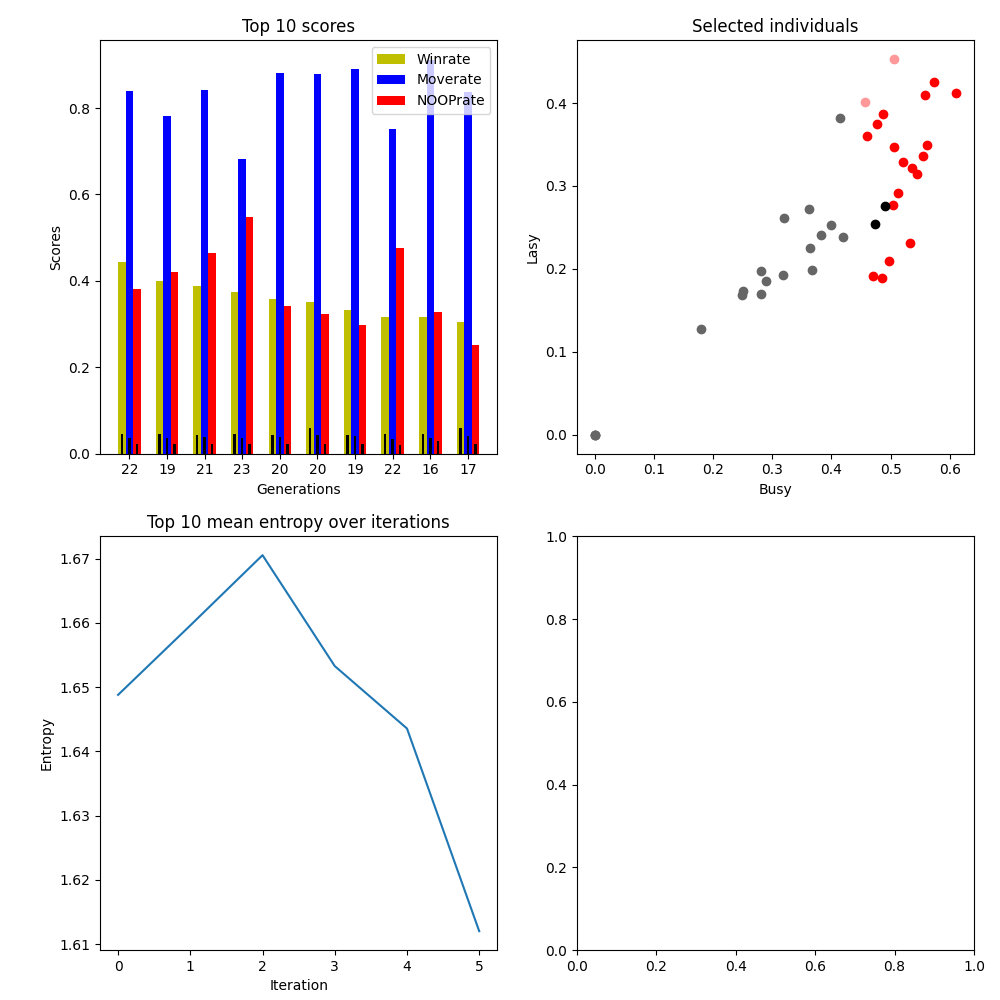 Top 10 scores
Winrate
Moverate
NOOPrate
Scores
0.8
0.6
0.4
0.2
0.0
22 19 21 23 20 20 19 22 16 17
Generations
Selected individuals
Lasy
0.4
0.3
0.2
0.1
0.0
0.0 0.1 0.2 0.3 0.4 0.5 0.6
Busy
Top 10 mean entropy over iterations
Entropy
1.67
1.66
1.65
1.64
1.63
1.62
1.61
0 1 2 3 4 5
Iteration
1.0
0.8
0.6
0.4
0.2
0.0
0.0 0.2 0.4 0.6 0.8 1.0